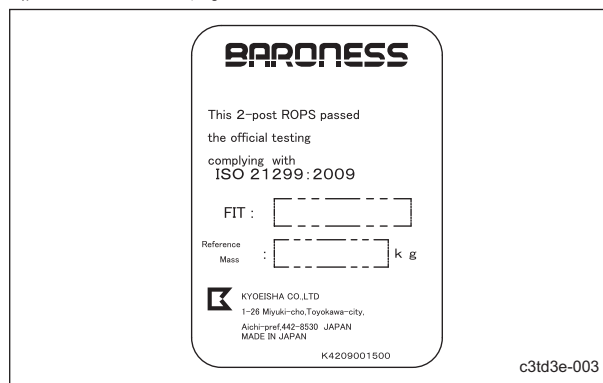 BARONESS
This 2-post ROPS passed
the official testing
complying with
ISO 21299:2009
FIT :
Reference
Mass : kg
KYOEISHA CO.,LTD
1-26 Miyuki-cho,Toyokawa-city,
Aichi-pref,442-8530 JAPAN
MADE IN JAPAN
K4209001500
c3td3e-003